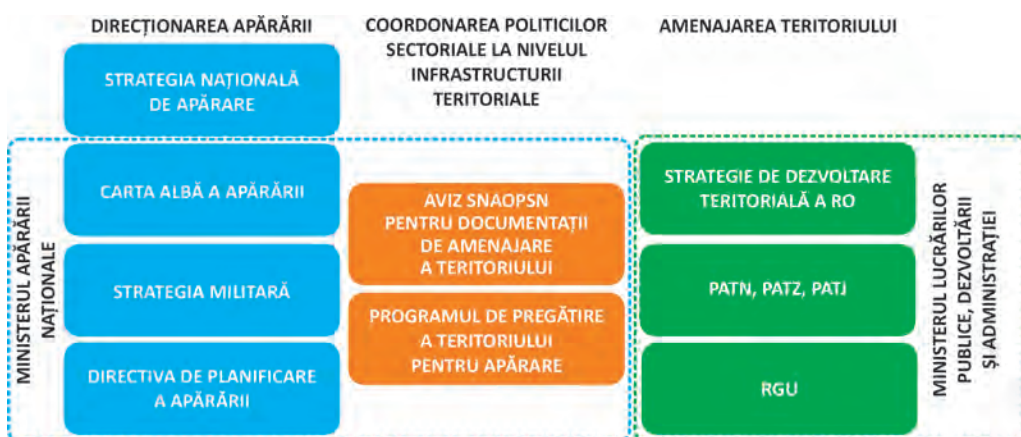 DIRECȚIONAREA APĂRĂRII
COORDONAREA POLITICILOR
SECTORIALE LA NIVELUL
INFRASTRUCTURII
TERITORIALE
AMENAJAREA TERITORIULUI
MINISTERUL APĂRĂRII
NAȚIONALE
STRATEGIA NAȚIONALĂ
DE APĂRARE
CARTA ALBĂ A APĂRĂRII
STRATEGIA MILITARĂ
DIRECTIVA DE PLANIFICARE
A APĂRĂRII
AVIZ SNAOPSN
PENTRU DOCUMENTAȚII
DE AMENAJARE
A TERITORIULUI
PROGRAMUL DE PREGĂTIRE
A TERITORIULUI
PENTRU APĂRARE
STRATEGIE DE DEZVOLTARE
TERITORIALĂ A RO
PATN, PATZ, PATJ
RGU
MINISTERUL LUCRĂRILOR
PUBLICE, DEZVOLTĂRII
ȘI ADMINISTRAȚIEI